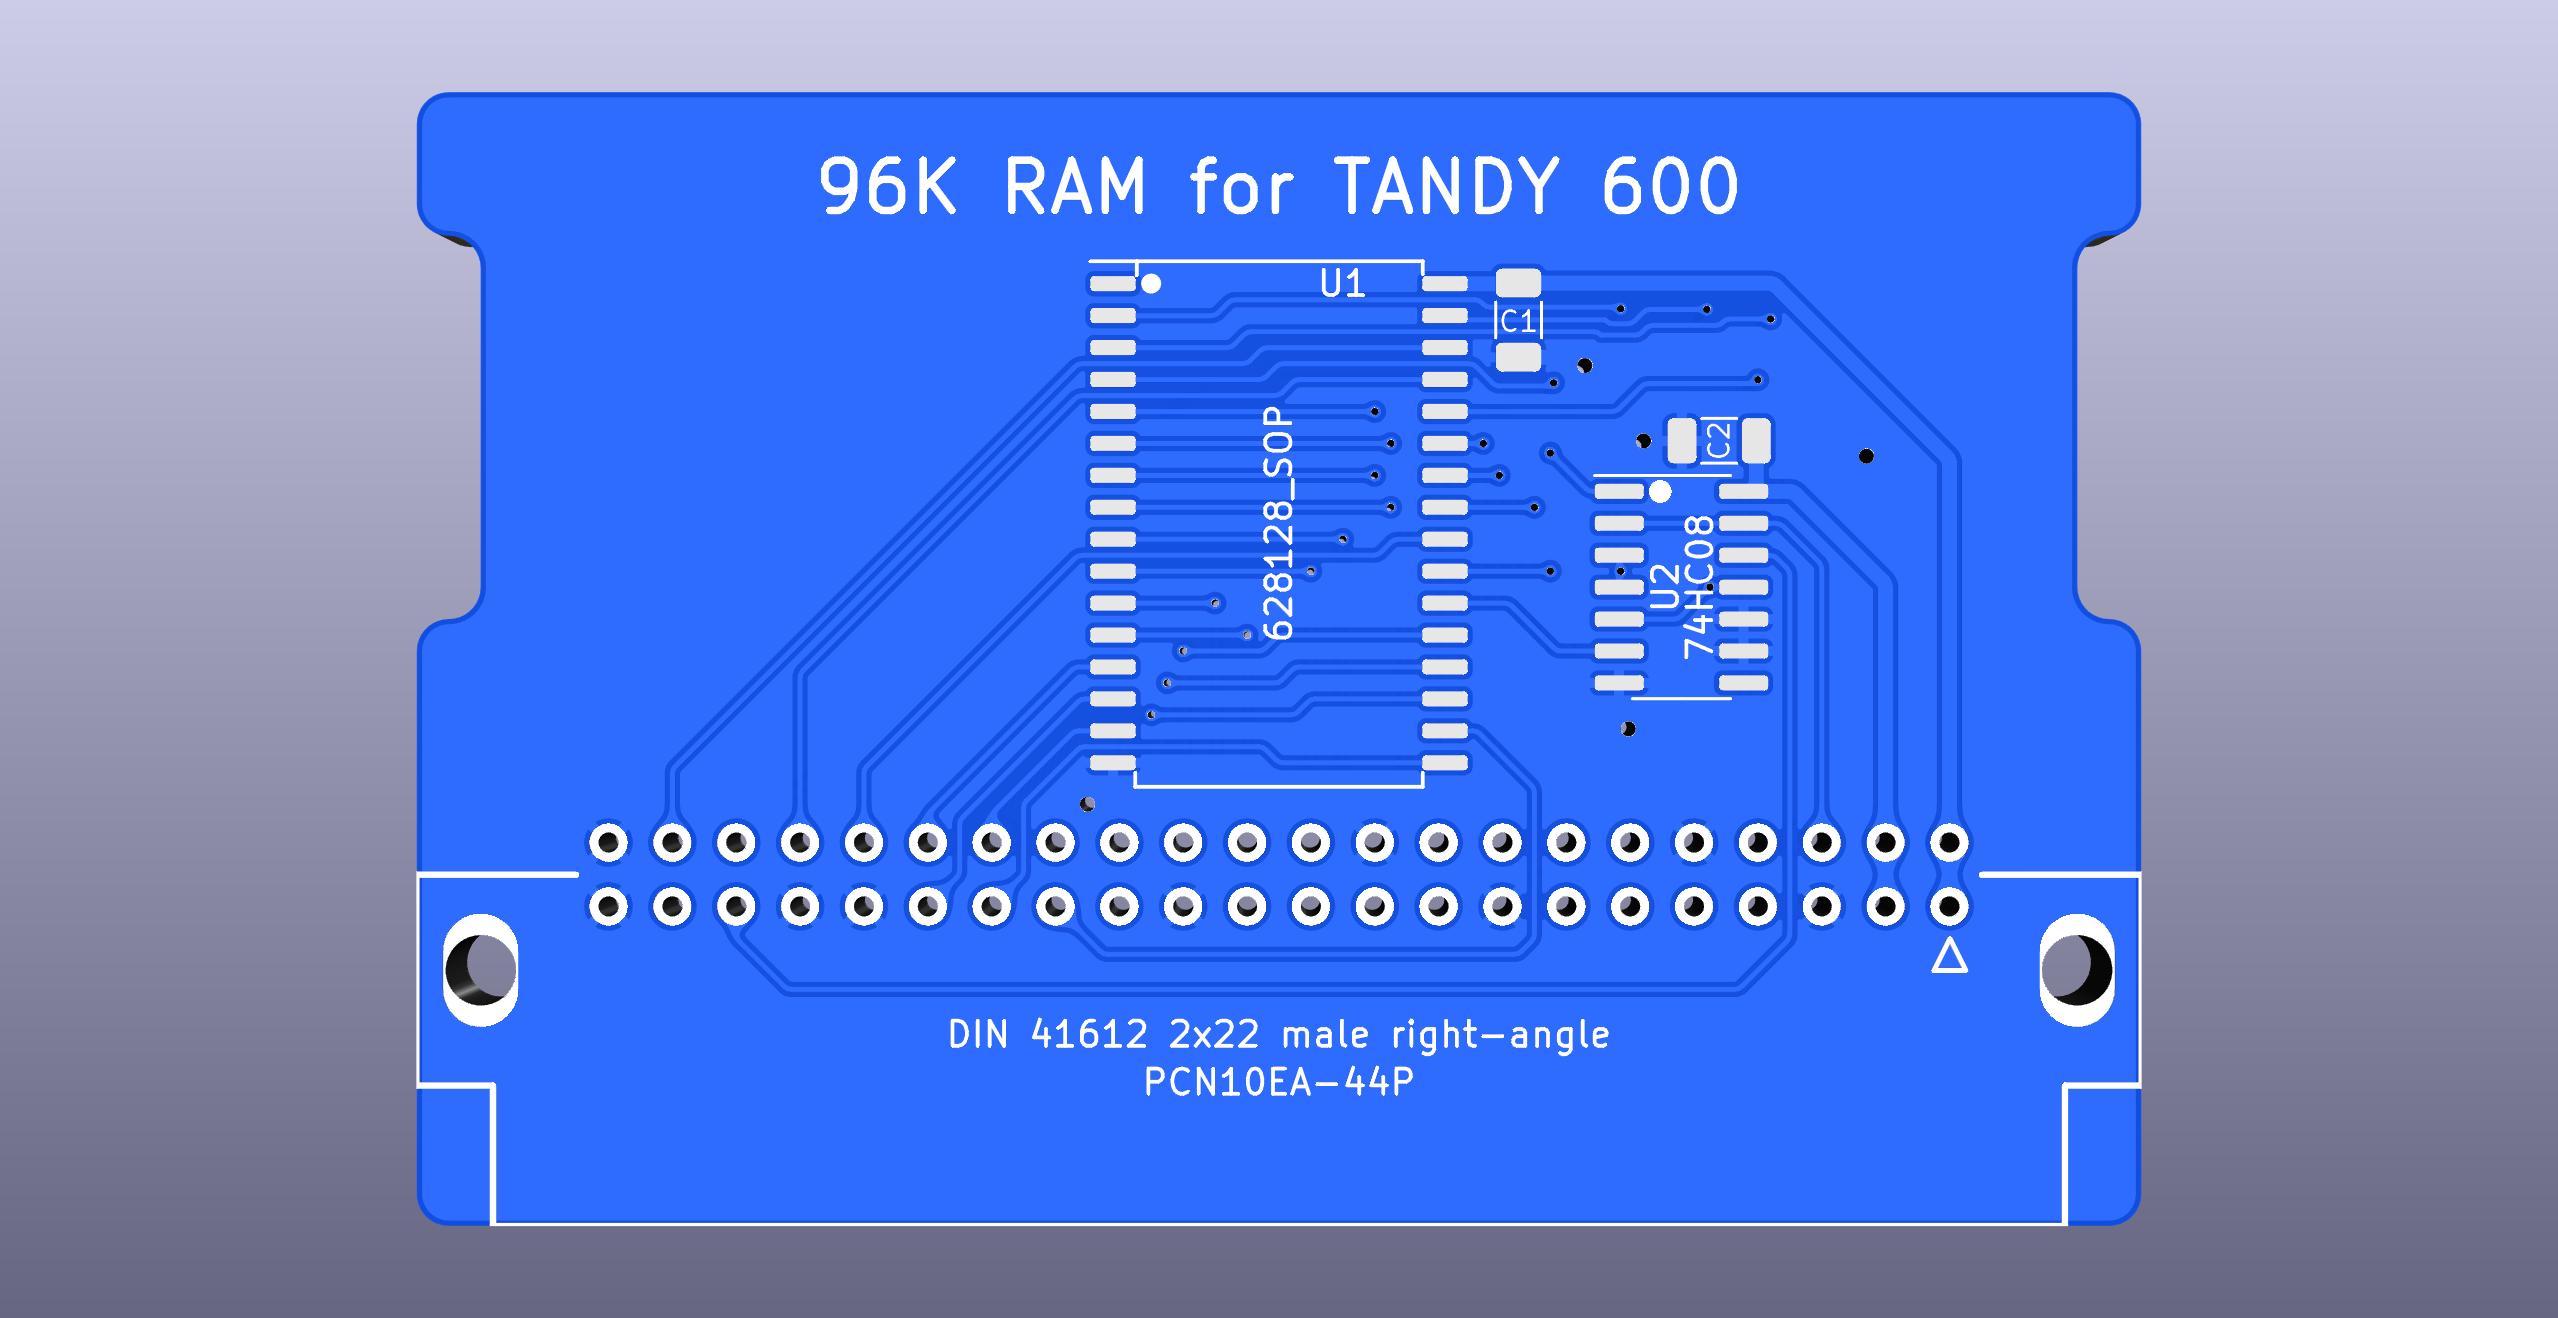 96K RAM for TANDY 600
U1
C1
628128_SOP
C2
U2
74HC08
DIN 41612 2x22 male right-angle
PCN10EA-44P